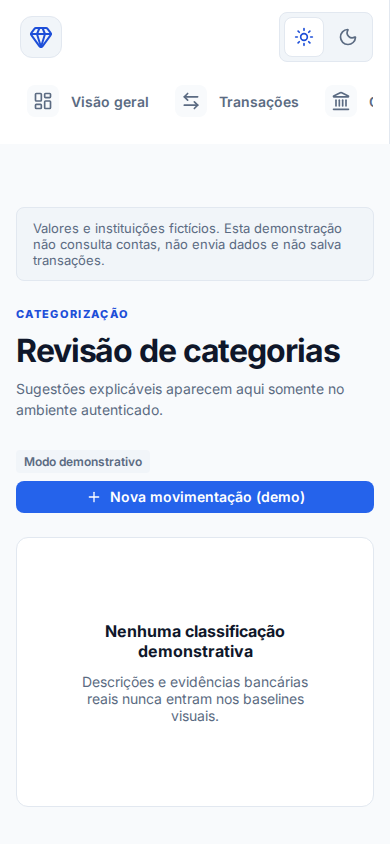 Visão geral
Transações
Valores e instituições fictícios. Esta demonstração
não consulta contas, não envia dados e não salva
transações.
CATEGORIZAÇÃO
Revisão de categorias
Sugestões explicáveis aparecem aqui somente no
ambiente autenticado.
Modo demonstrativo
Nova movimentação (demo)
Nenhuma classificação
demonstrativa
Descrições e evidências bancárias
reais nunca entram nos baselines
visuais.